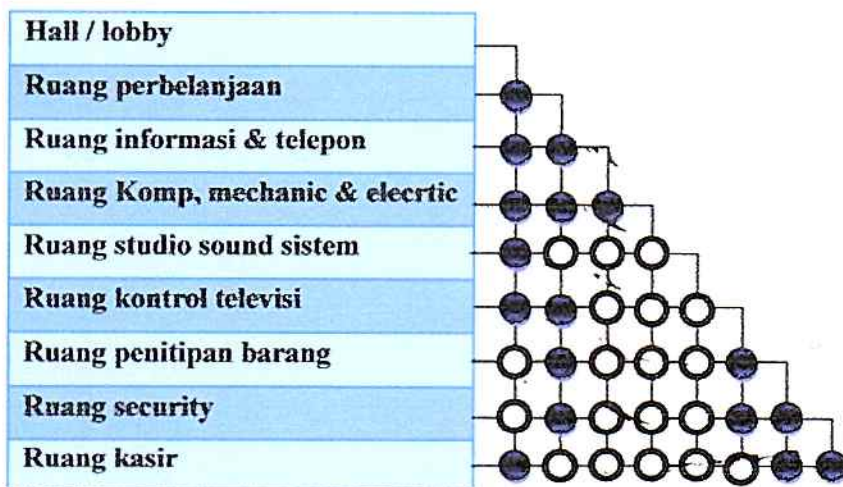 Hall / lobby
Ruang perbelanjaan
Ruang informasi & telepon
Ruang Komp, mechanic & elecrtic
Ruang studio sound sistem
Ruang kontrol televisi
Ruang penitipan barang
Ruang security
Ruang kasir